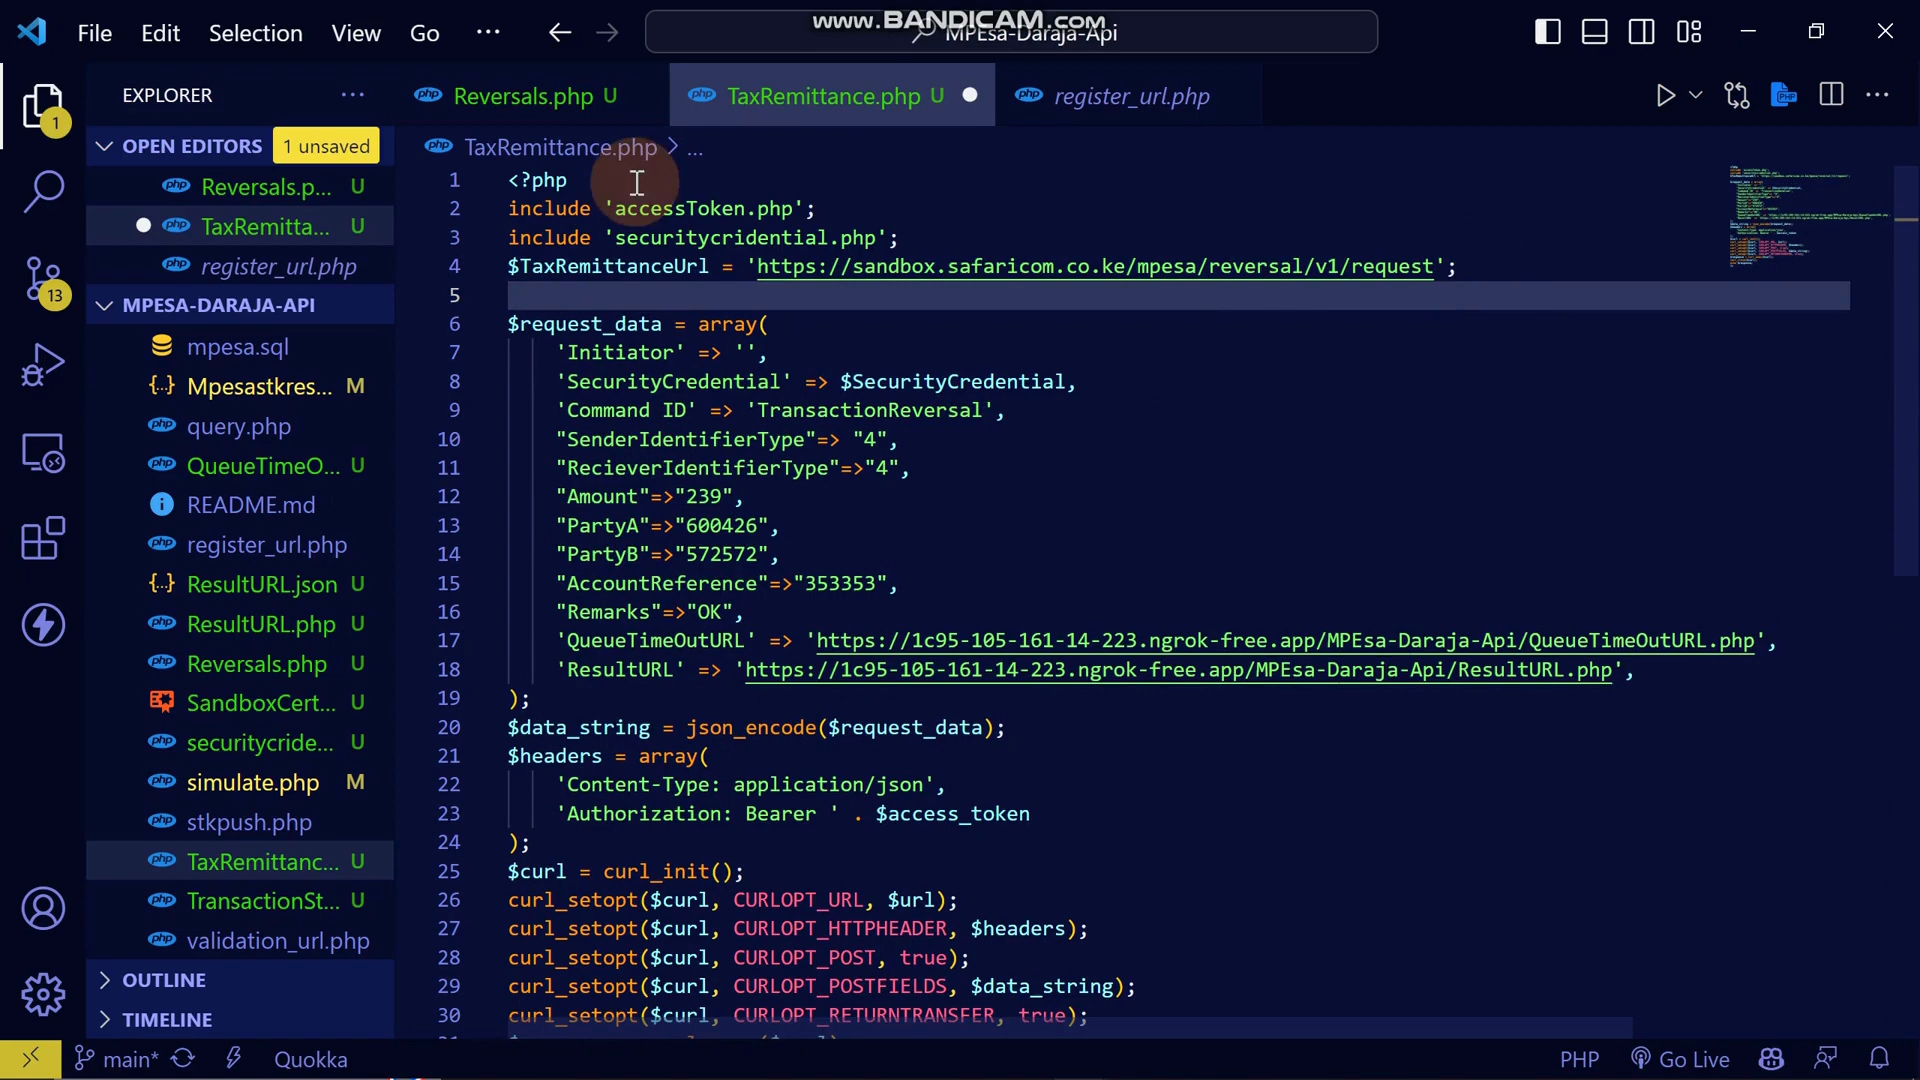 www.BANDICAM.com
File Edit Selection View Go ...
MPEsa-Daraja-Api
EXPLORER
Reversals.php U
TaxRemittance.php U
register_url.php
OPEN EDITORS 1 unsaved
Reversals.p... U
TaxRemitta... U
register_url.php
MPESA-DARAJA-API
mpesa.sql
Mpesastkres... M
query.php
QueueTimeO... U
README.md
register_url.php
ResultURL.json U
ResultURL.php U
Reversals.php U
SandboxCert... U
securitycride... U
simulate.php M
stkpush.php
TaxRemittanc... U
TransactionSt... U
validation_url.php
OUTLINE
TIMELINE
1
13
TaxRemittance.php > ...
1 <?php
2 include 'accessToken.php';
3 include 'securitycridential.php';
4 $TaxRemittanceUrl = 'https://sandbox.safaricom.co.ke/mpesa/reversal/v1/request';
5
6 $request_data = array(
7 'Initiator' => '',
8 'SecurityCredential' => $SecurityCredential,
9 'Command ID' => 'TransactionReversal',
10 "SenderIdentifierType"=> "4",
11 "RecieverIdentifierType"=>"4",
12 "Amount"=>"239",
13 "PartyA"=>"600426",
14 "PartyB"=>"572572",
15 "AccountReference"=>"353353",
16 "Remarks"=>"OK",
17 'QueueTimeOutURL' => 'https://1c95-105-161-14-223.ngrok-free.app/MPEsa-Daraja-Api/QueueTimeOutURL.php',
18 'ResultURL' => 'https://1c95-105-161-14-223.ngrok-free.app/MPEsa-Daraja-Api/ResultURL.php',
19 );
20 $data_string = json_encode($request_data);
21 $headers = array(
22 'Content-Type: application/json',
23 'Authorization: Bearer ' . $access_token
24 );
25 $curl = curl_init();
26 curl_setopt($curl, CURLOPT_URL, $url);
27 curl_setopt($curl, CURLOPT_HTTPHEADER, $headers);
28 curl_setopt($curl, CURLOPT_POST, true);
29 curl_setopt($curl, CURLOPT_POSTFIELDS, $data_string);
30 curl_setopt($curl, CURLOPT_RETURNTRANSFER, true);
main* Quokka
PHP Go Live